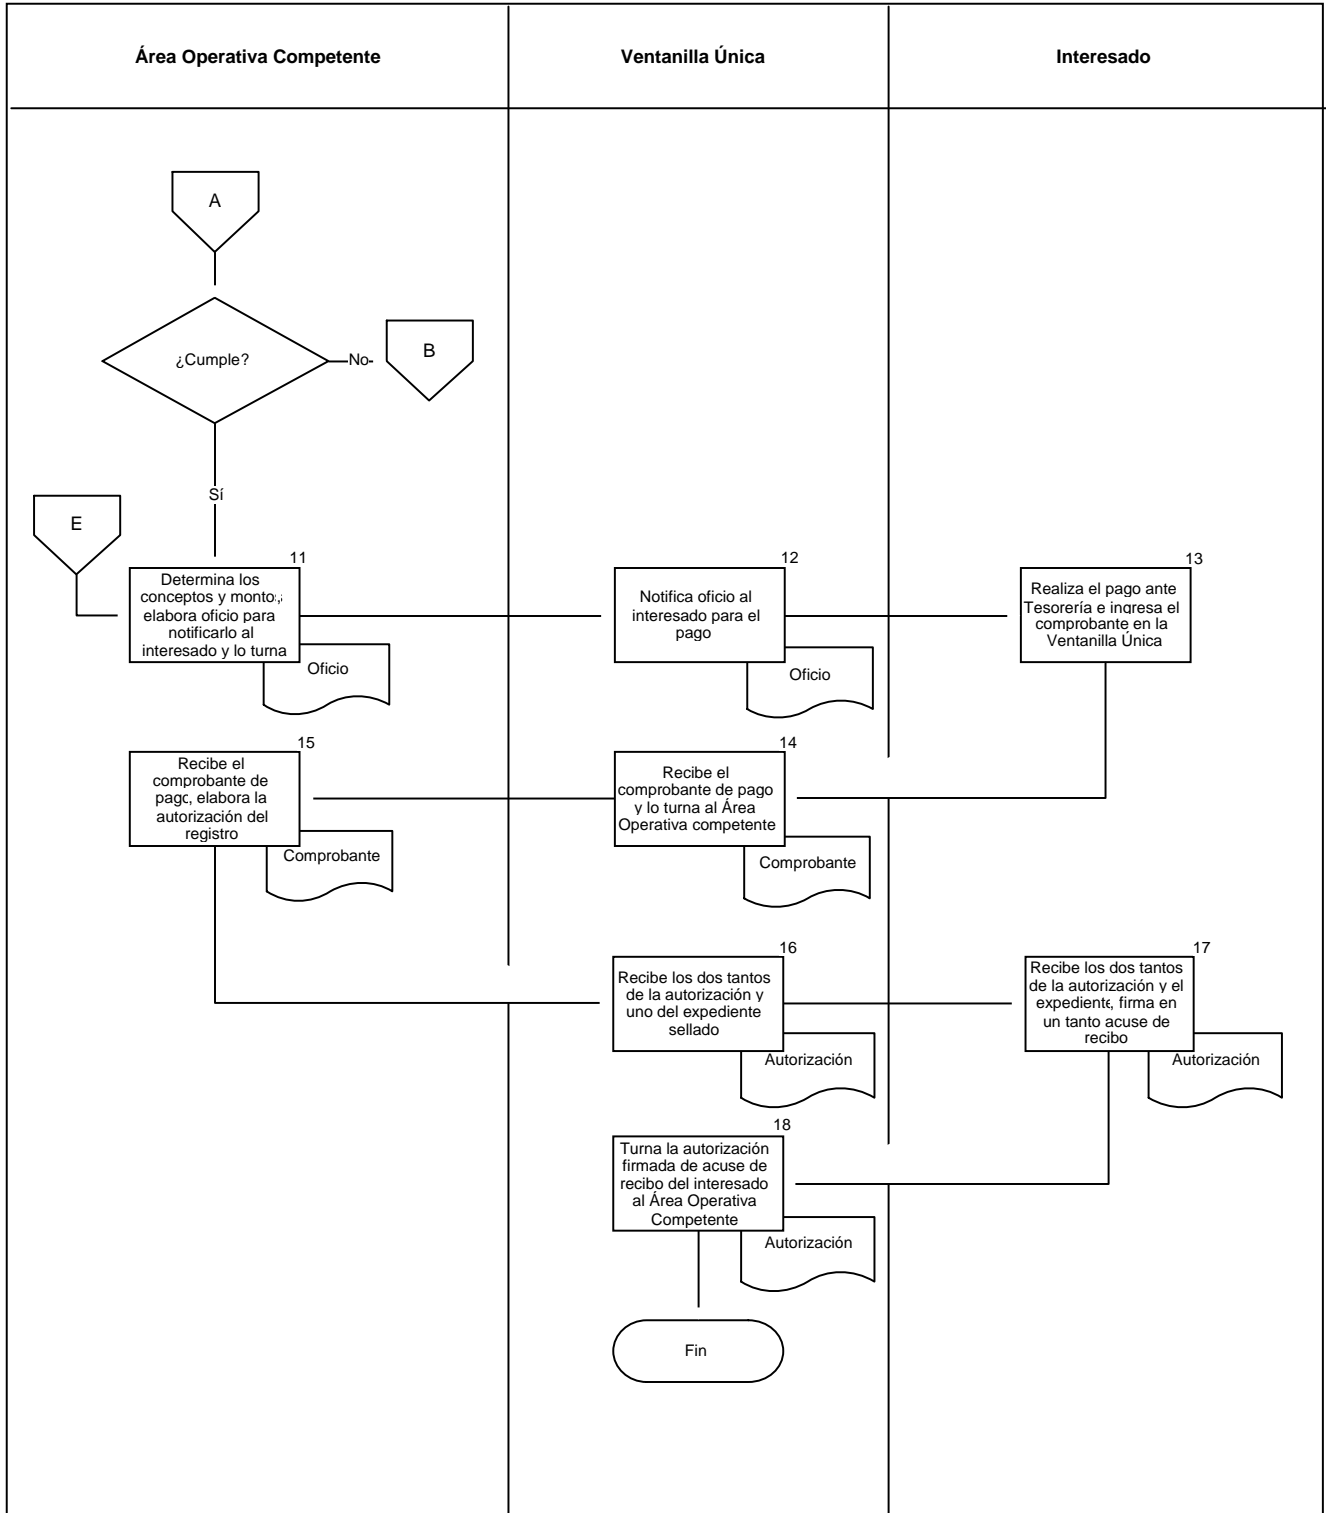 Área Operativa Competente
Ventanilla Única
Interesado
A
¿Cumple?
No
B
Sí
E
11
Determina los
conceptos y montos,
elabora oficio para
notificarlo al
interesado y lo turna
Oficio
12
Notifica oficio al
interesado para el
pago
Oficio
13
Realiza el pago ante
Tesorería e ingresa el
comprobante en la
Ventanilla Única
15
Recibe el
comprobante de
pago, elabora la
autorización del
registro
Comprobante
14
Recibe el
comprobante de pago
y lo turna al Área
Operativa competente
Comprobante
16
Recibe los dos tantos
de la autorización y
uno del expediente
sellado
Autorización
17
Recibe los dos tantos
de la autorización y el
expediente, firma en
un tanto acuse de
recibo
Autorización
18
Turna la autorización
firmada de acuse de
recibo del interesado
al Área Operativa
Competente
Autorización
Fin